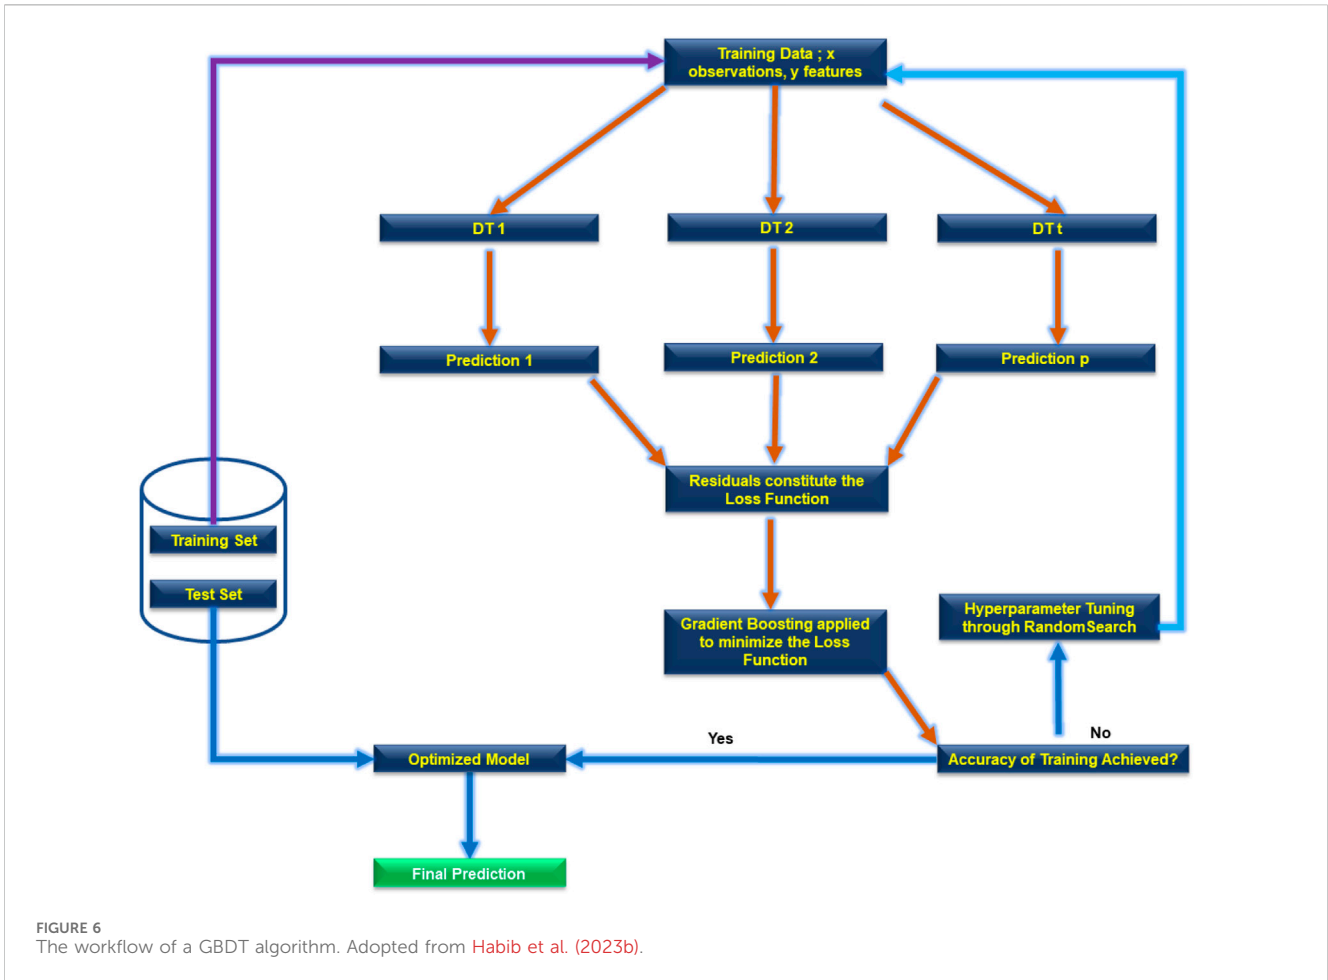 Training Data ; x
observations, y features
DT 1
DT 2
DT t
Prediction 1
Prediction 2
Prediction p
Residuals constitute the
Loss Function
Training Set
Test Set
Gradient Boosting applied
to minimize the Loss
Function
Hyperparameter Tuning
through RandomSearch
Yes
No
Optimized Model
Accuracy of Training Achieved?
Final Prediction
FIGURE 6
The workflow of a GBDT algorithm. Adopted from Habib et al. (2023b).